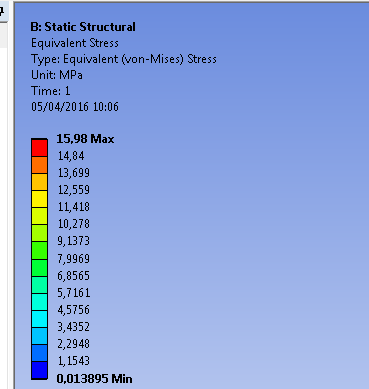 B: Static Structural
Equivalent Stress
Type: Equivalent (von-Mises) Stress
Unit: MPa
Time: 1
05/04/2016 10:06
15,98 Max
14,84
13,699
12,559
11,418
10,278
9,1373
7,9969
6,8565
5,7161
4,5756
3,4352
2,2948
1,1543
0,013895 Min